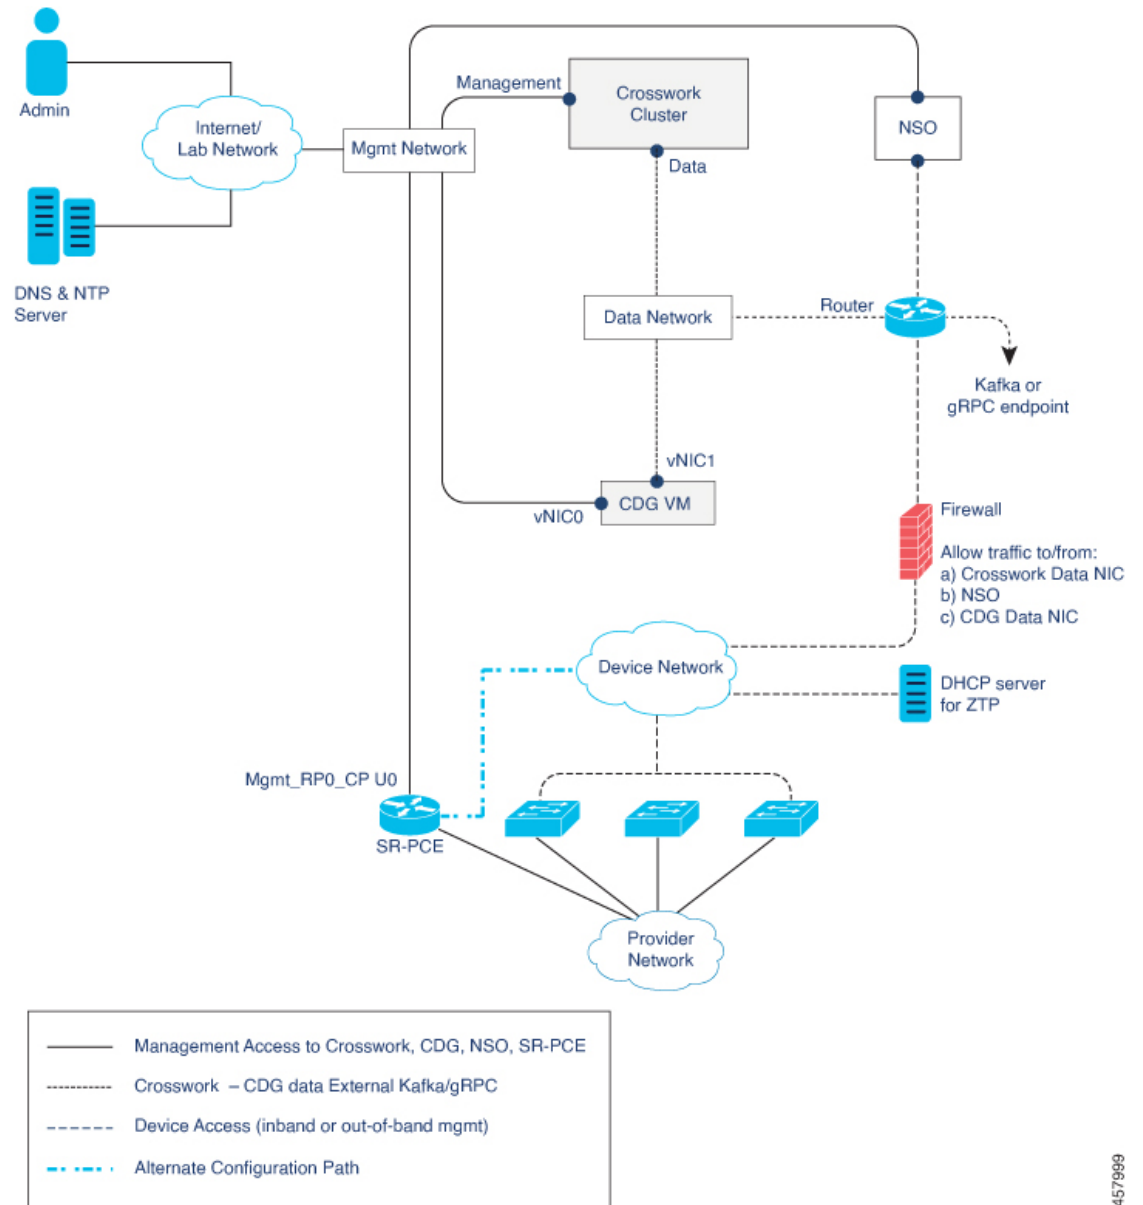 Admin
Internet/
Lab Network
DNS & NTP
Server
Mgmt Network
Management
Crosswork
Cluster
Data
NSO
Data Network
Router
Kafka or
gRPC endpoint
vNIC1
CDG VM
vNIC0
Firewall
Allow traffic to/from:
a) Crosswork Data NIC
b) NSO
c) CDG Data NIC
Device Network
DHCP server
for ZTP
Mgmt_RP0_CP U0
SR-PCE
Provider
Network
Management Access to Crosswork, CDG, NSO, SR-PCE
Crosswork – CDG data External Kafka/gRPC
Device Access (inband or out-of-band mgmt)
Alternate Configuration Path
457999